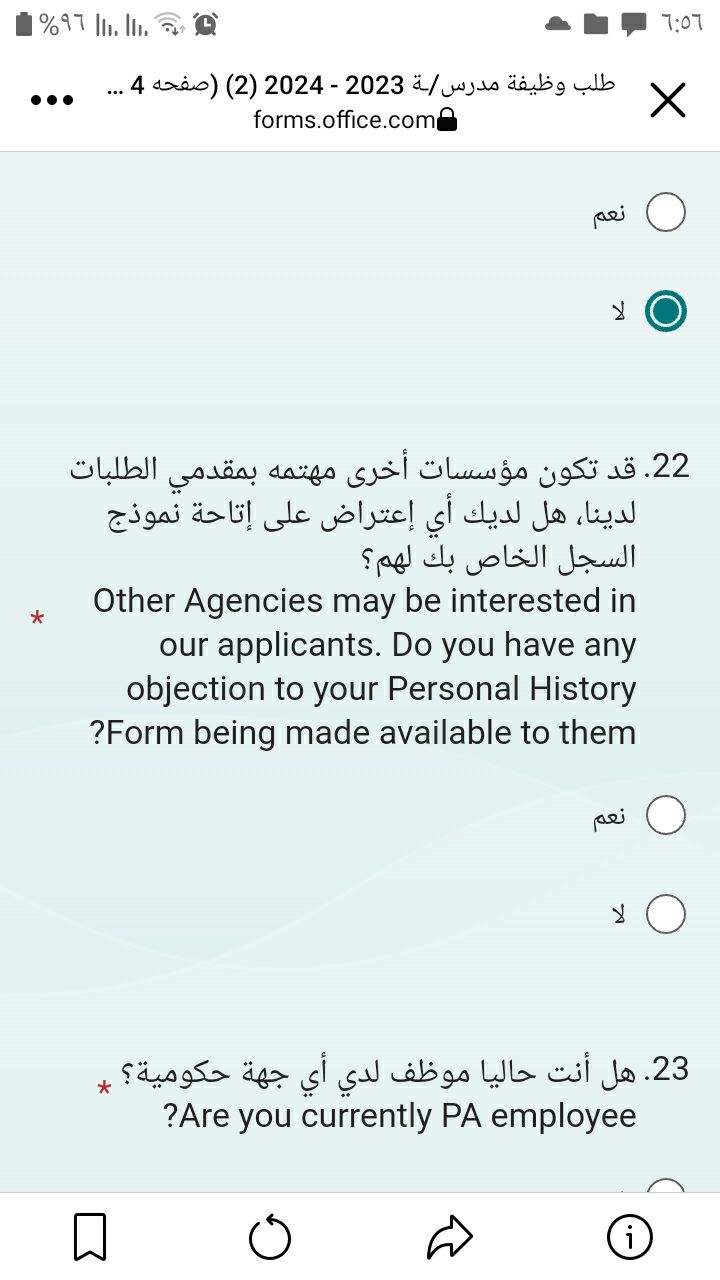 %٩٦ ٦:٥٦
طلب وظيفة مدرس/ـة 2023 - 2024 (2) (صفحه 4 ...
forms.office.com
نعم
لا
22. قد تكون مؤسسات أخرى مهتمه بمقدمي الطلبات
لدينا، هل لديك أي إعتراض على إتاحة نموذج
السجل الخاص بك لهم؟
Other Agencies may be interested in
our applicants. Do you have any
objection to your Personal History
?Form being made available to them
*
نعم
لا
23. هل أنت حاليا موظف لدي أي جهة حكومية؟ *
?Are you currently PA employee